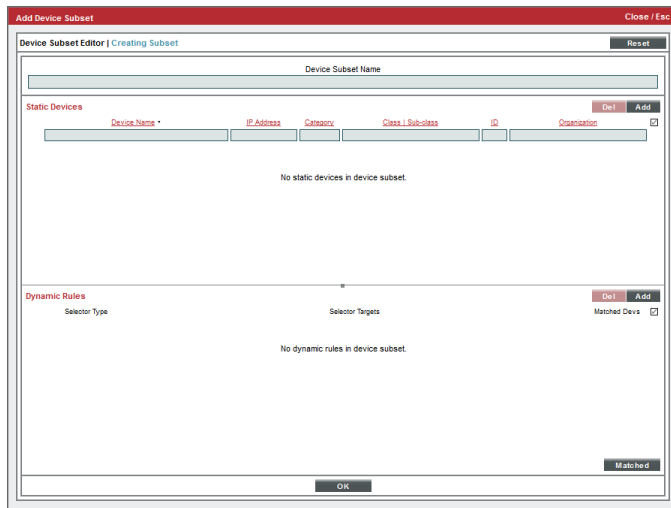 Add Device Subset Close / Esc
Device Subset Editor | Creating Subset Reset
Device Subset Name
Static Devices Del Add
Device Name • IP Address Category Class | Sub-class ID Organization
No static devices in device subset.
Dynamic Rules Del Add
Selector Type Selector Targets Matched Devs
No dynamic rules in device subset.
Matched
OK